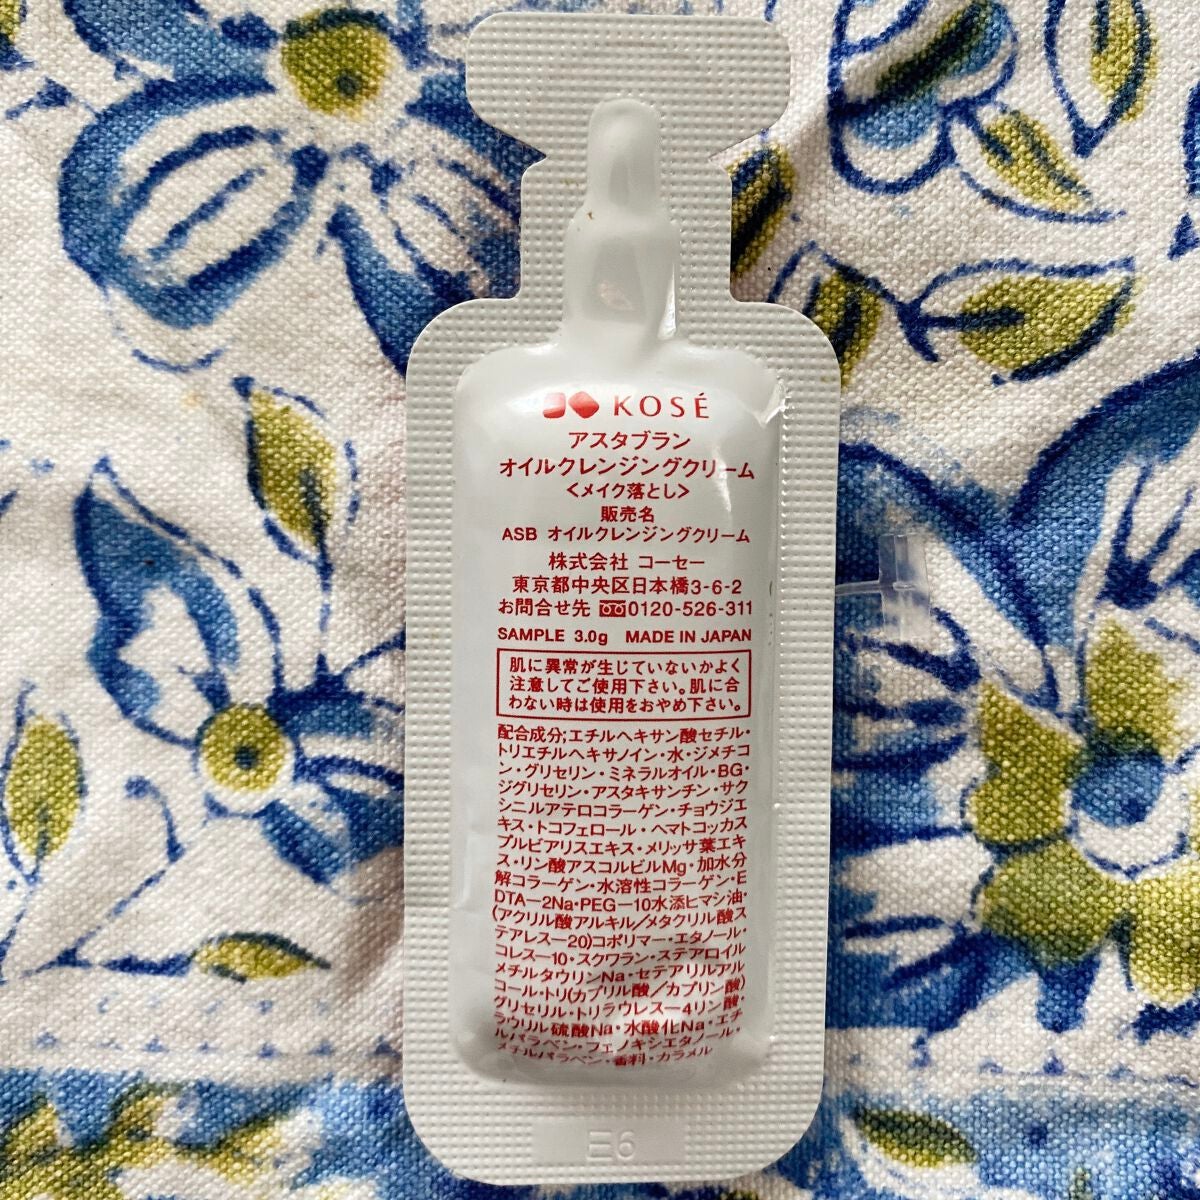 KOSÉ
アスタブラン
オイルクレンジングクリーム
<メイク落とし>
販売名
ASB オイルクレンジングクリーム
株式会社 コーセー
東京都中央区日本橋3-6-2
お問合せ先 0120-526-311
SAMPLE 3.0g MADE IN JAPAN
肌に異常が生じていないかよく
注意してご使用下さい。肌に合
わない時は使用をおやめ下さい。
配合成分;エチルヘキサン酸セチル・
トリエチルヘキサノイン・水・ジメチコ
ン・グリセリン・ミネラルオイル・BG・
ジグリセリン・アスタキサンチン・サク
シニルアテロコラーゲン・チョウジエ
キス・トコフェロール・ヘマトコッカス
プルビアリスエキス・メリッサ葉エキ
ス・リン酸アスコルビルMg・加水分
解コラーゲン・水溶性コラーゲン・E
DTA-2Na・PEG-10水添ヒマシ油・
(アクリル酸アルキル/メタクリル酸ス
テアレス-20)コポリマー・エタノール・
コレス-10・スクワラン・ステアロイル
メチルタウリンNa・セテアリルアル
コール・トリ(カプリル酸/カプリン酸)
グリセリル・トリラウレス-4リン酸・
ラウリル硫酸Na・水酸化Na・エチ
ルパラベン・フェノキシエタノール・
メチルパラベン・香料・カラメル